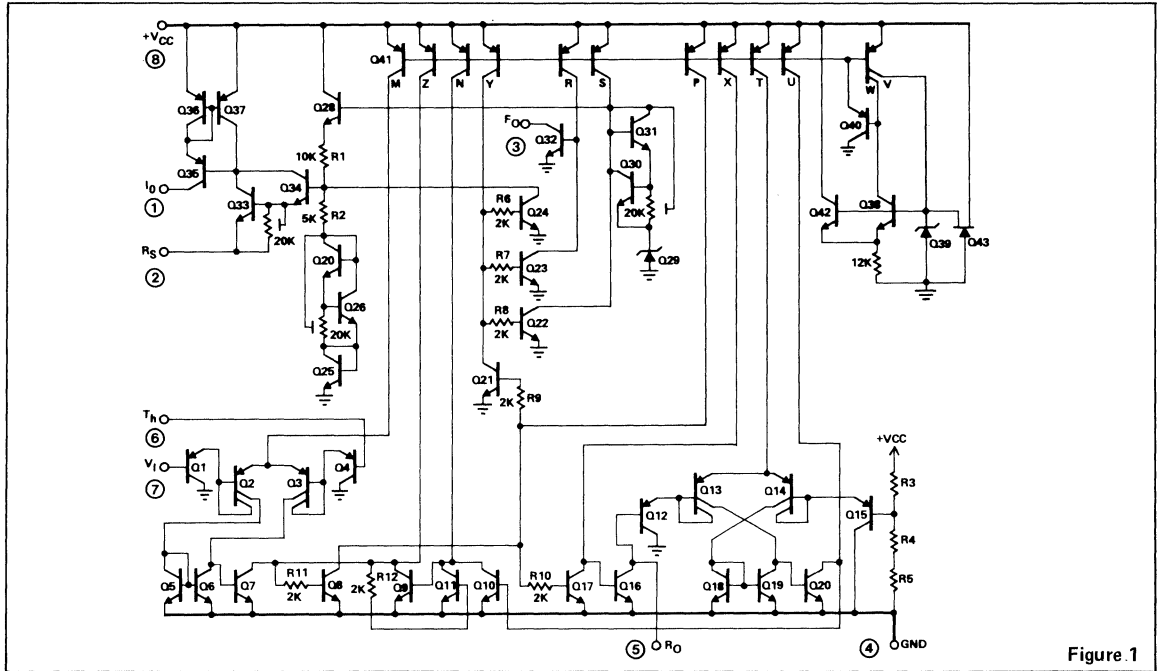 +VCC
8
Q41
M
Z
N
Y
R
S
P
X
T
U
W
V
Q36
Q37
Q28
FO
3
Q32
Q31
Q40
10K
R1
Q35
Q34
Q30
IO
1
Q33
5K
R2
R6
2K
Q24
20K
Q42
Q38
Q39
Q43
20K
RS
2
Q20
R7
2K
Q23
Q29
12K
Q26
R8
2K
Q22
20K
Q25
Q21
2K
R9
Th
6
+VCC
VI
7
Q1
Q2
Q3
Q4
Q13
Q14
R3
Q12
Q15
R4
R5
Q5
Q6
Q7
R11
2K
Q8
R12
2K
Q9
Q11
Q10
R10
2K
Q17
Q16
Q18
Q19
Q20
5
RO
4
GND
Figure.1